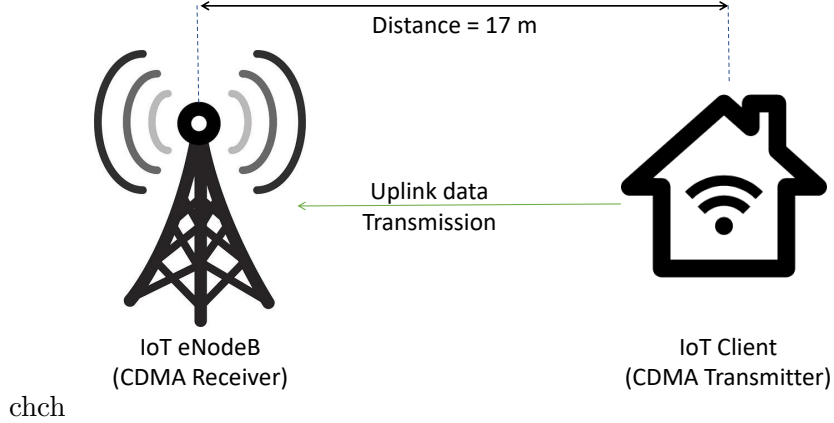 Distance = 17 m
Uplink data
Transmission
IoT eNodeB
(CDMA Receiver)
IoT Client
(CDMA Transmitter)
chch